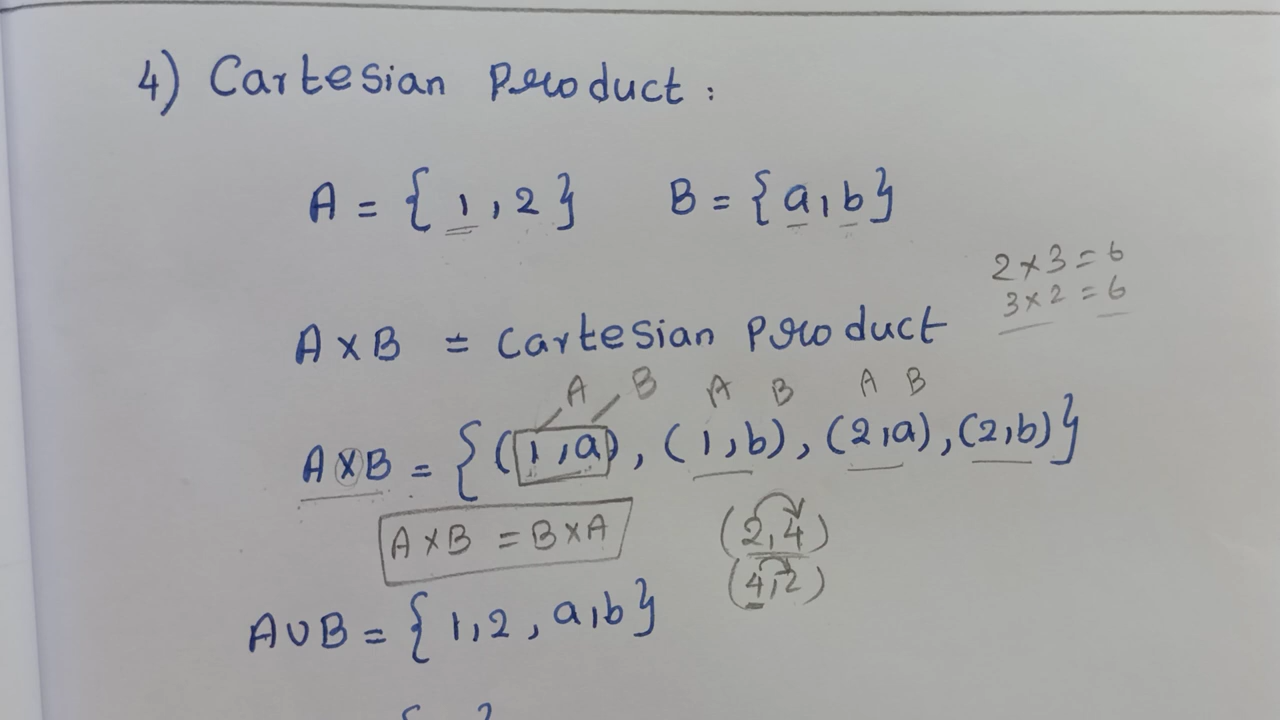 4) Cartesian Product :
A = { 1 , 2 } B = { a , b }
2 × 3 = 6
3 × 2 = 6
A × B = Cartesian Product
A B A B A B
A × B = { ( 1 , a ) , ( 1 , b ) , ( 2 , a ) , ( 2 , b ) }
A × B = B × A
( 2 , 4 )
( 4 , 2 )
A ∪ B = { 1 , 2 , a , b }